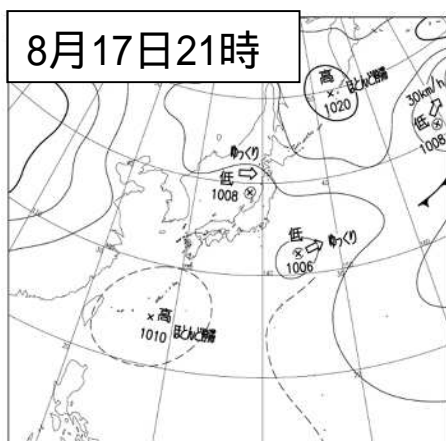 8月17日21時
高
ほとんど停滞
1020
30km/h
低
1008
ゆっくり
低
1008
低
ゆっくり
1006
高
1010
ほとんど停滞